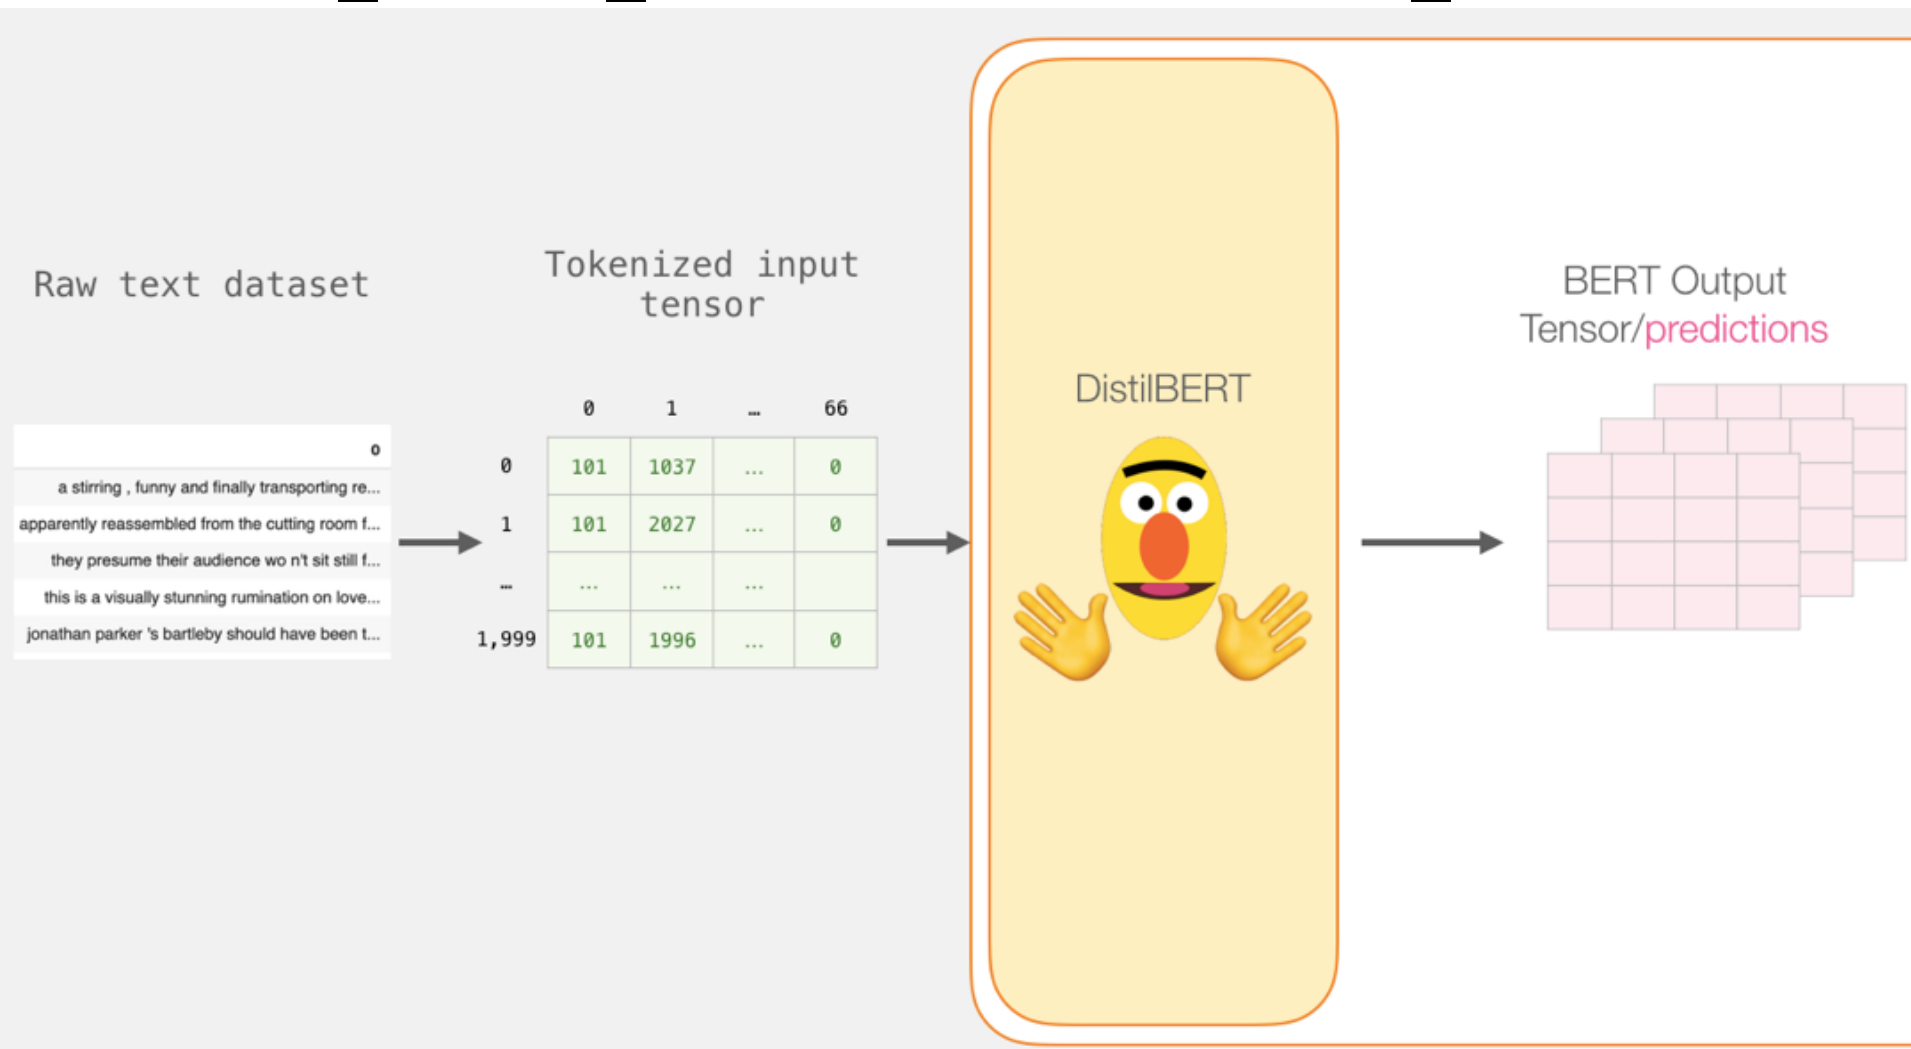 Raw text dataset
o
a stirring , funny and finally transporting re...
apparently reassembled from the cutting room f...
they presume their audience wo n't sit still f...
this is a visually stunning rumination on love...
jonathan parker 's bartleby should have been t...
Tokenized input
tensor
0 1 … 66
0 101 1037 ... 0
1 101 2027 ... 0
… ... ... ...
1,999 101 1996 ... 0
DistilBERT
BERT Output
Tensor/predictions